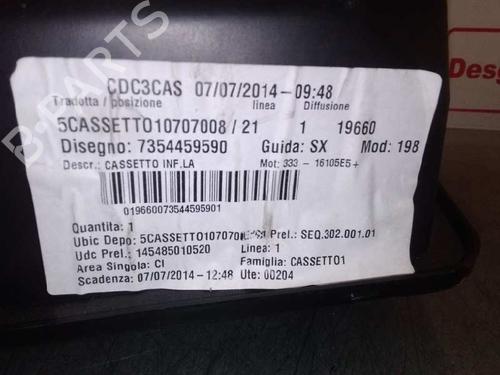 CDC3CAS 07/07/2014-09:48
Tradotta / posizione linea Diffusione
5CASSETTO10707008 / 21 1 19660
Disegno: 7354459590 Guida: SX Mod: 198
Descr.: CASSETTO INF.LA Mot: 333 - 16105E5+
019660073544595901
Quantita: 1
Ubic Depo: 5CASSETTO107070 Prel.: SEQ.302.001.01
Udc Prel.: 145485010520 Linea: 1
Area Singola: CI Famiglia: CASSETTO1
Scadenza: 07/07/2014-12:48 Ute: 00204
B-PARTS
Desg